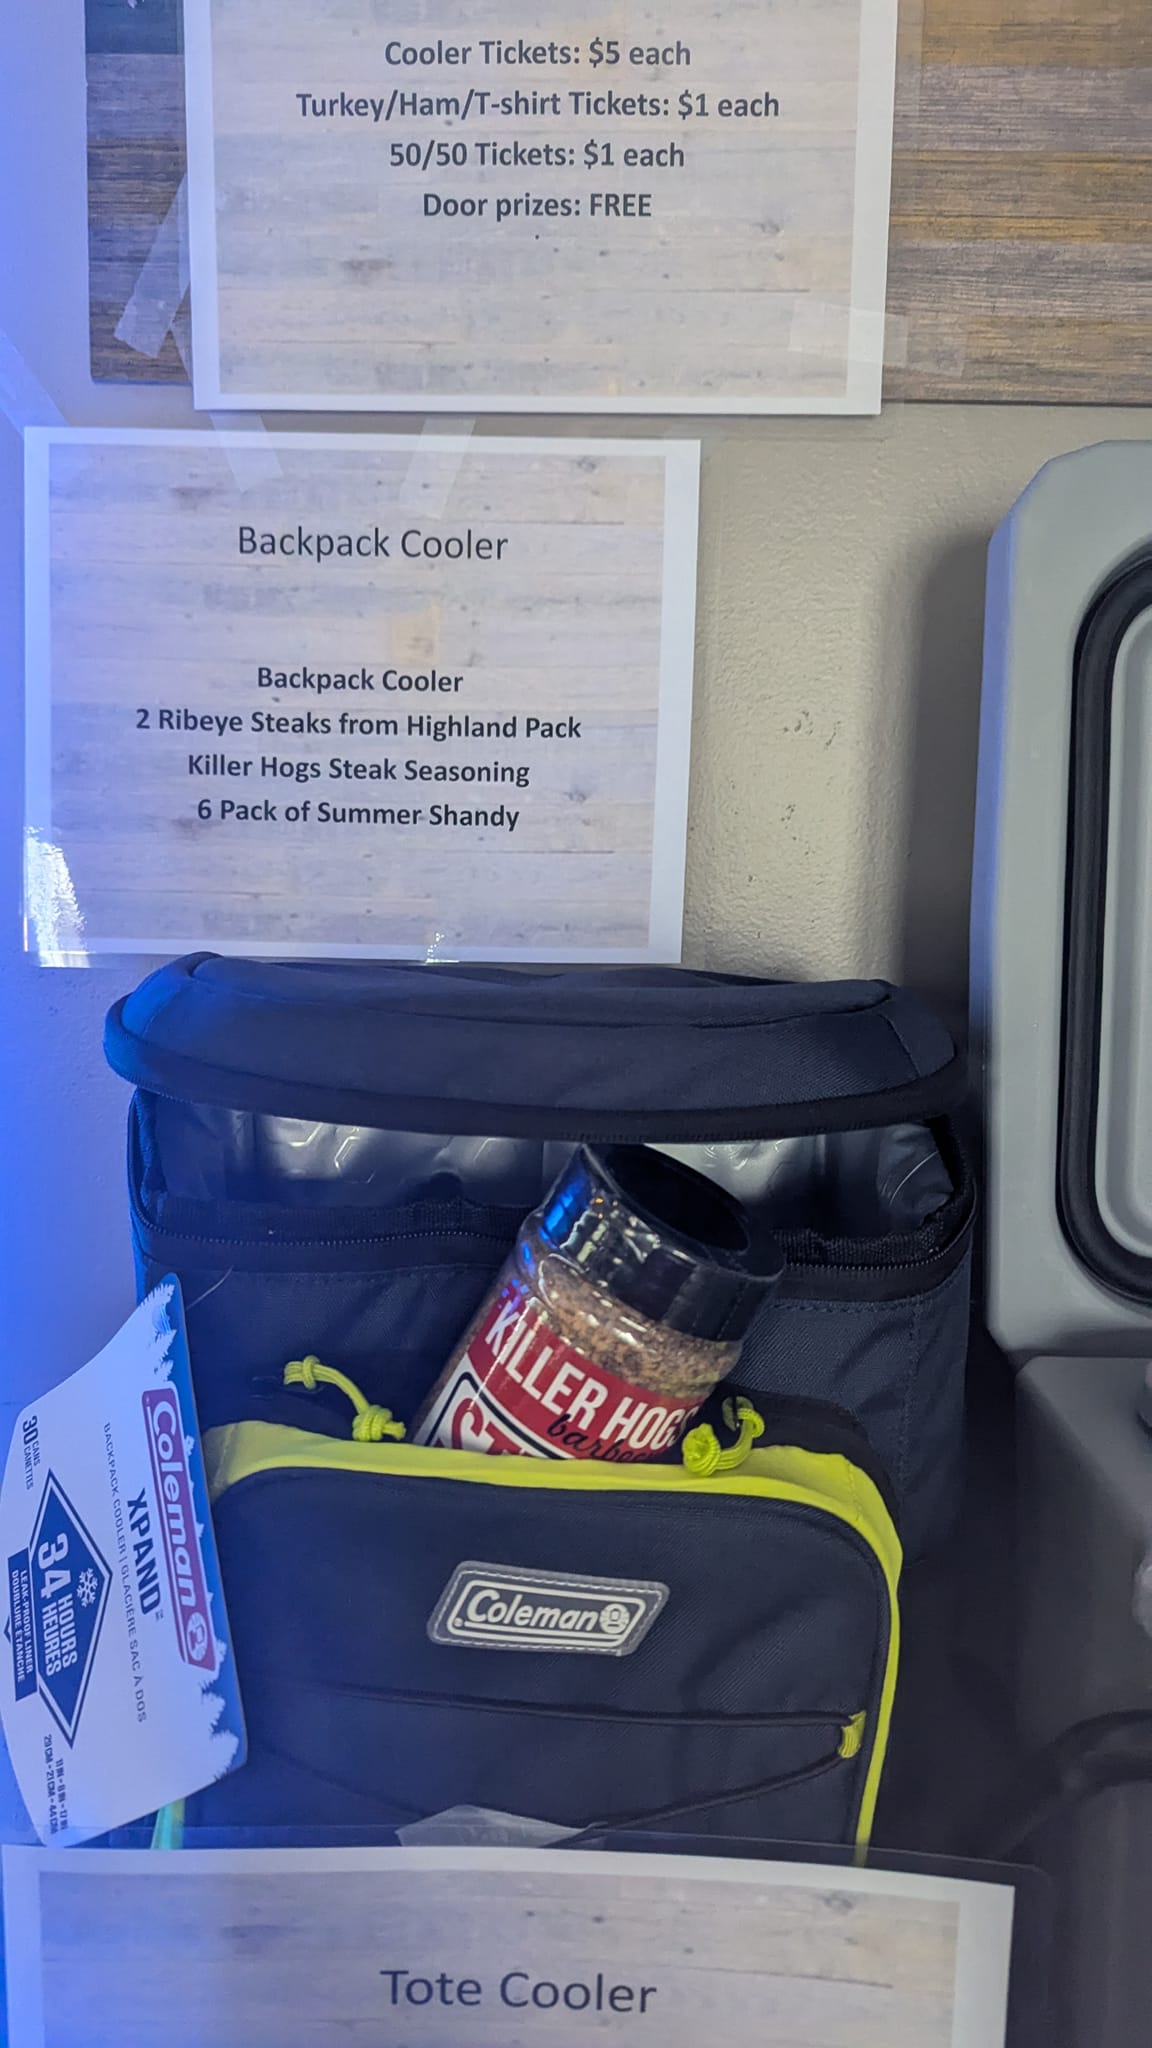 Cooler Tickets: $5 each
Turkey/Ham/T-shirt Tickets: $1 each
50/50 Tickets: $1 each
Door prizes: FREE
Backpack Cooler
Backpack Cooler
2 Ribeye Steaks from Highland Pack
Killer Hogs Steak Seasoning
6 Pack of Summer Shandy
KILLER HOGS
Coleman
XPAND
BACKPACK COOLER | GLACIÈRE SAC À DOS
30 CANS
CANETTES
34 HOURS
HEURES
LEAK-PROOF LINER
DOUBLURE ÉTANCHE
Coleman
Tote Cooler